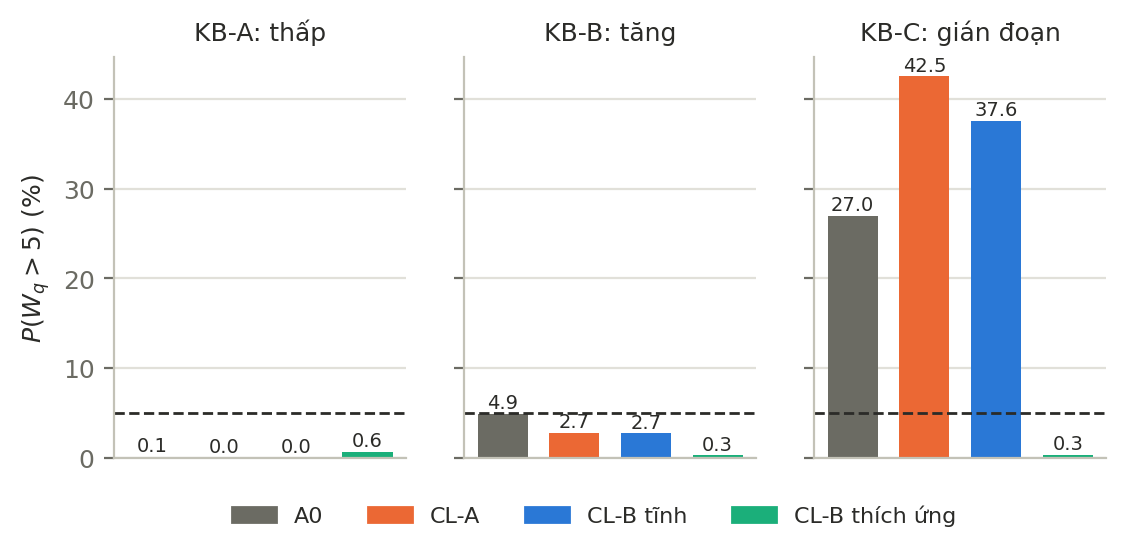 KB-A: thấp
KB-B: tăng
KB-C: gián đoạn
P(W_q > 5) (%)
40
30
20
10
0
0.1
0.0
0.0
0.6
4.9
2.7
2.7
0.3
27.0
42.5
37.6
0.3
A0
CL-A
CL-B tĩnh
CL-B thích ứng